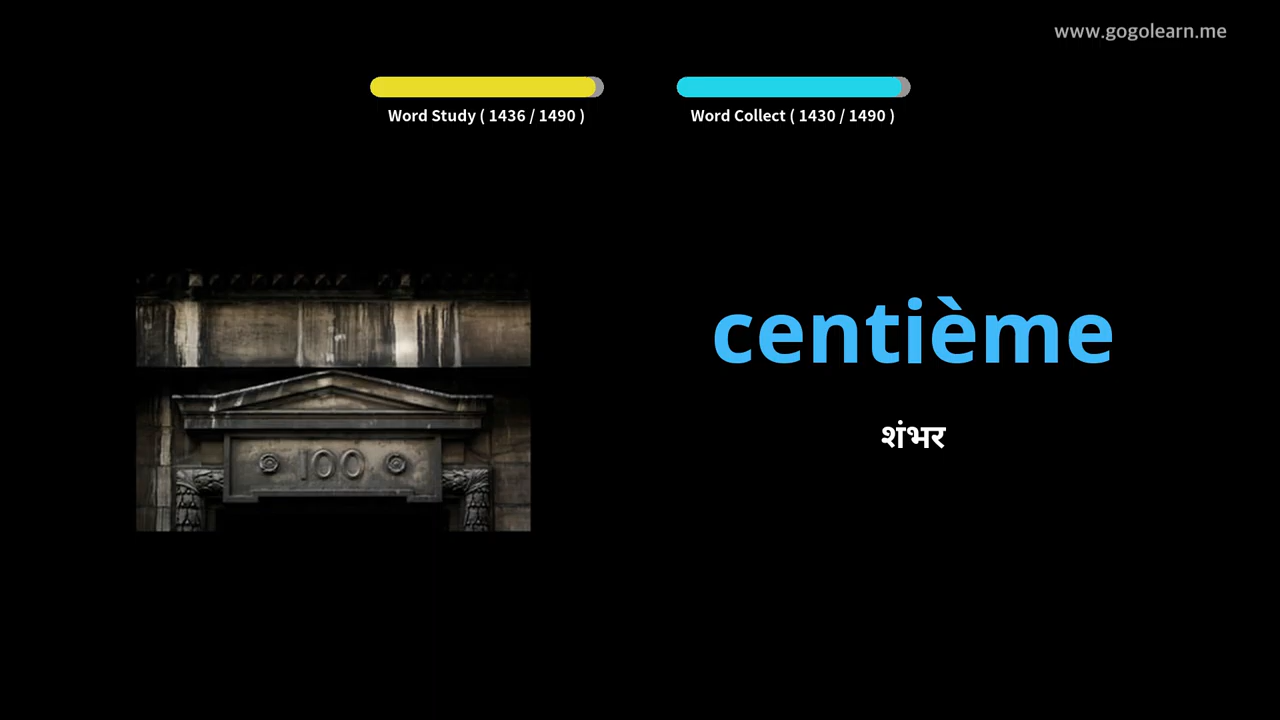 www.gogolearn.me
Word Study ( 1436 / 1490 )
Word Collect ( 1430 / 1490 )
centième
शंभर
100